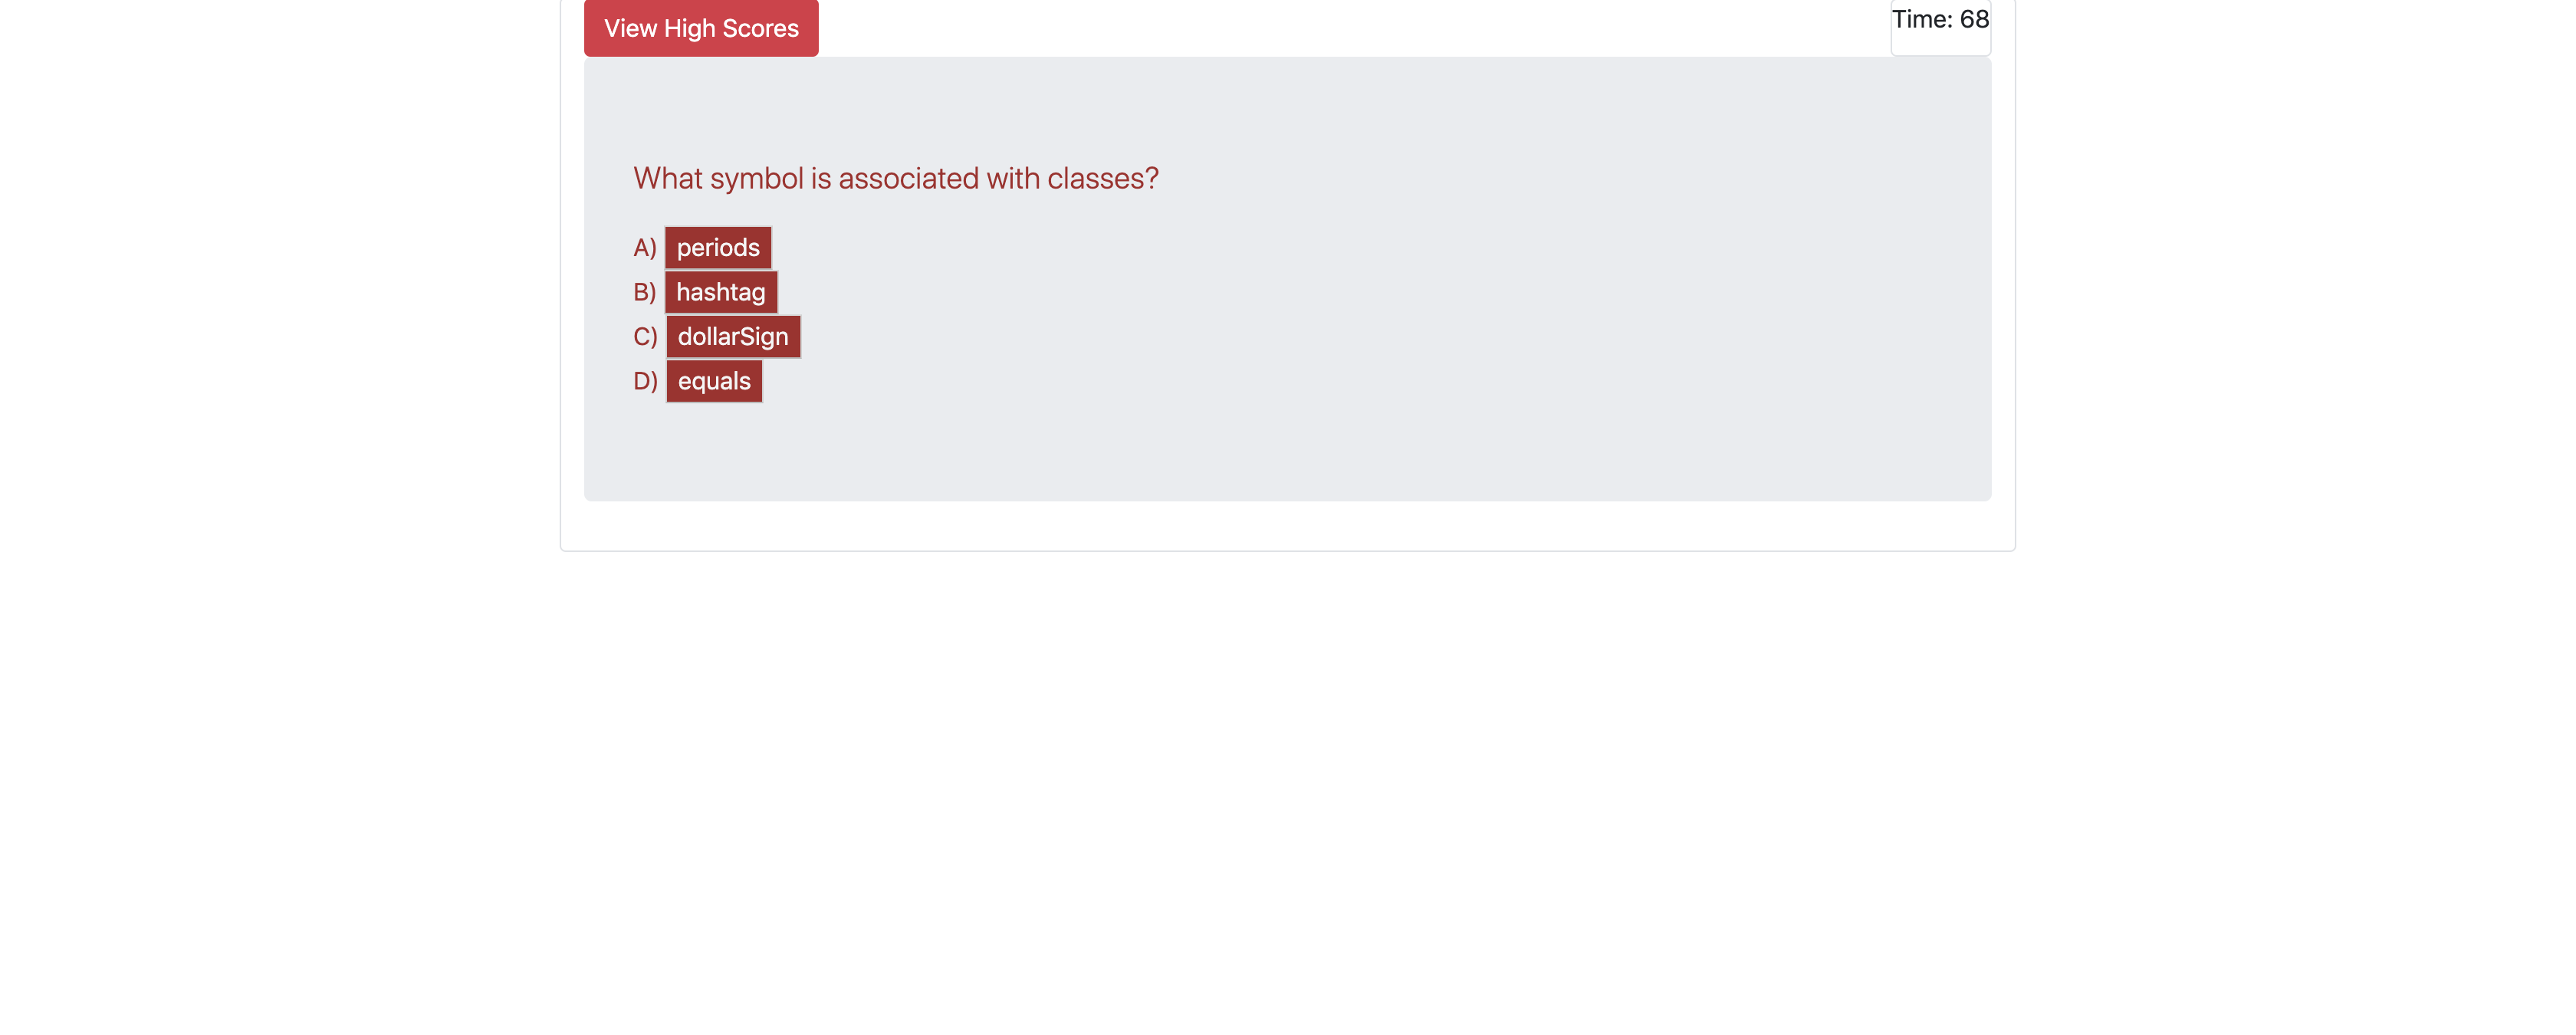 View High Scores
Time: 68
What symbol is associated with classes?
A) periods
B) hashtag
C) dollarSign
D) equals